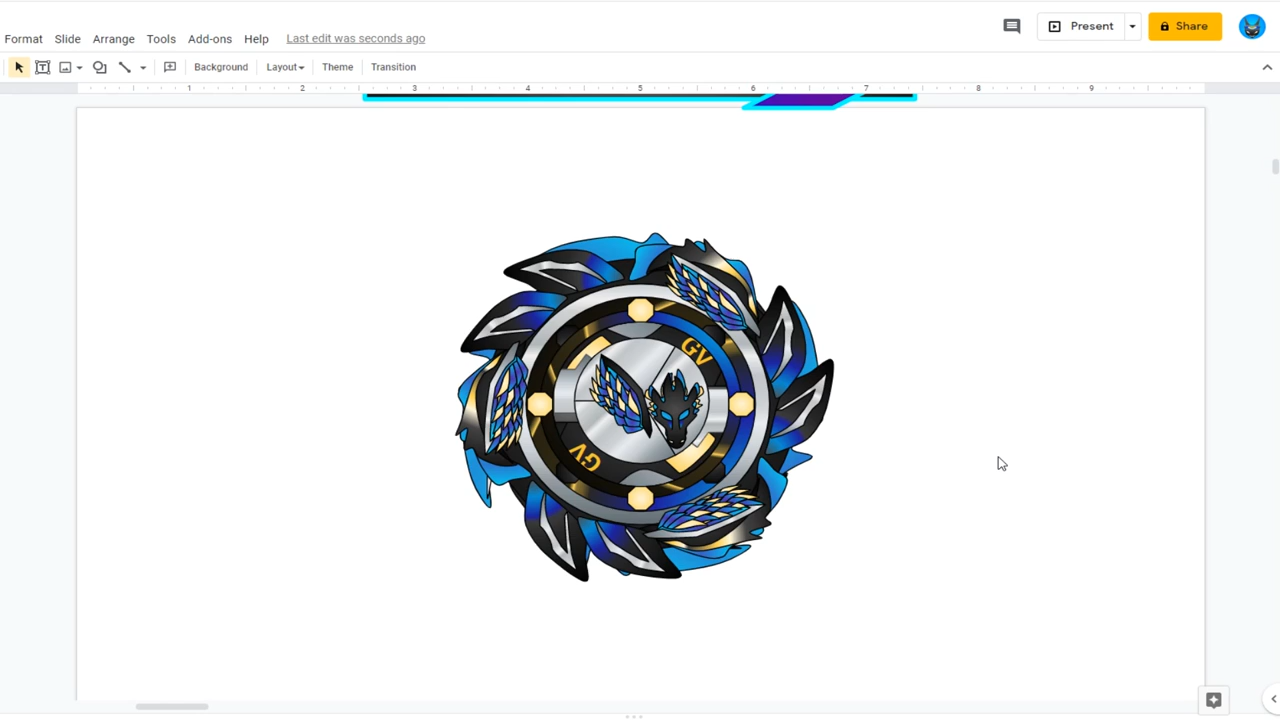 Present
Share
Format Slide Arrange Tools Add-ons Help Last edit was seconds ago
Background Layout Theme Transition
1 2 3 4 5 6 7 8 9
GV
GV